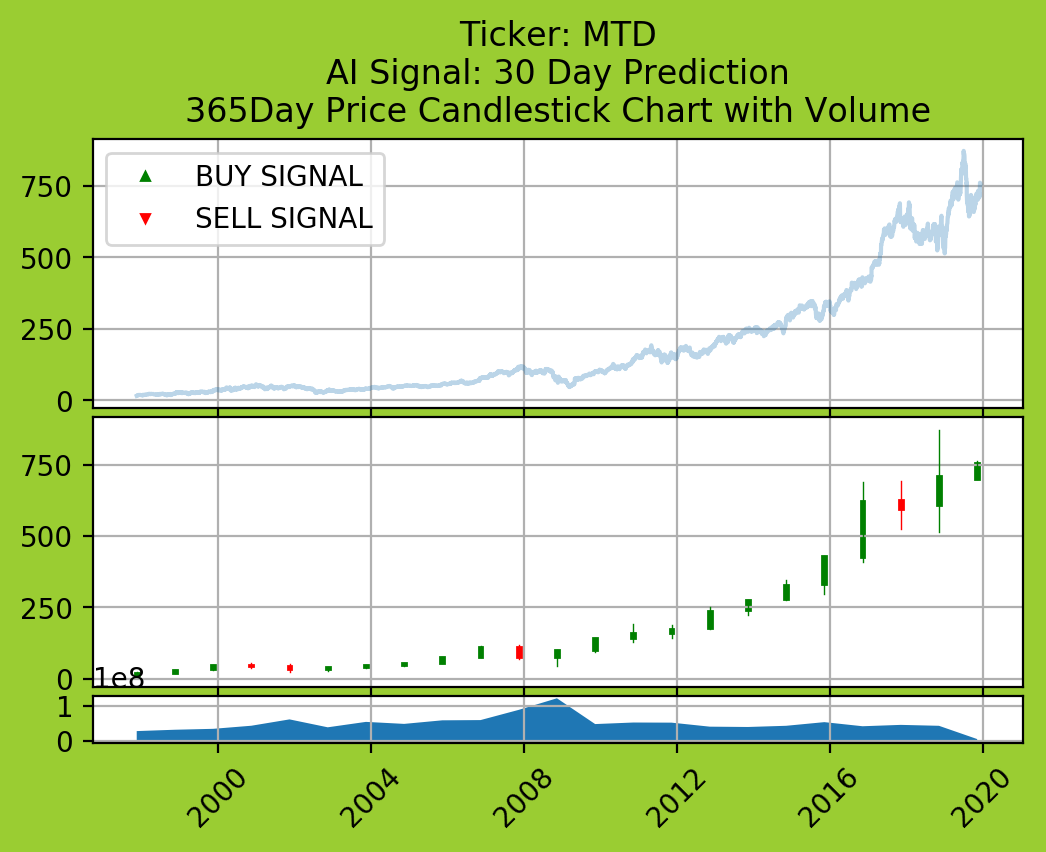 Ticker: MTD
AI Signal: 30 Day Prediction
365Day Price Candlestick Chart with Volume
BUY SIGNAL
SELL SIGNAL
750
500
250
0
750
500
250
0
1e8
1
0
2000 2004 2008 2012 2016 2020